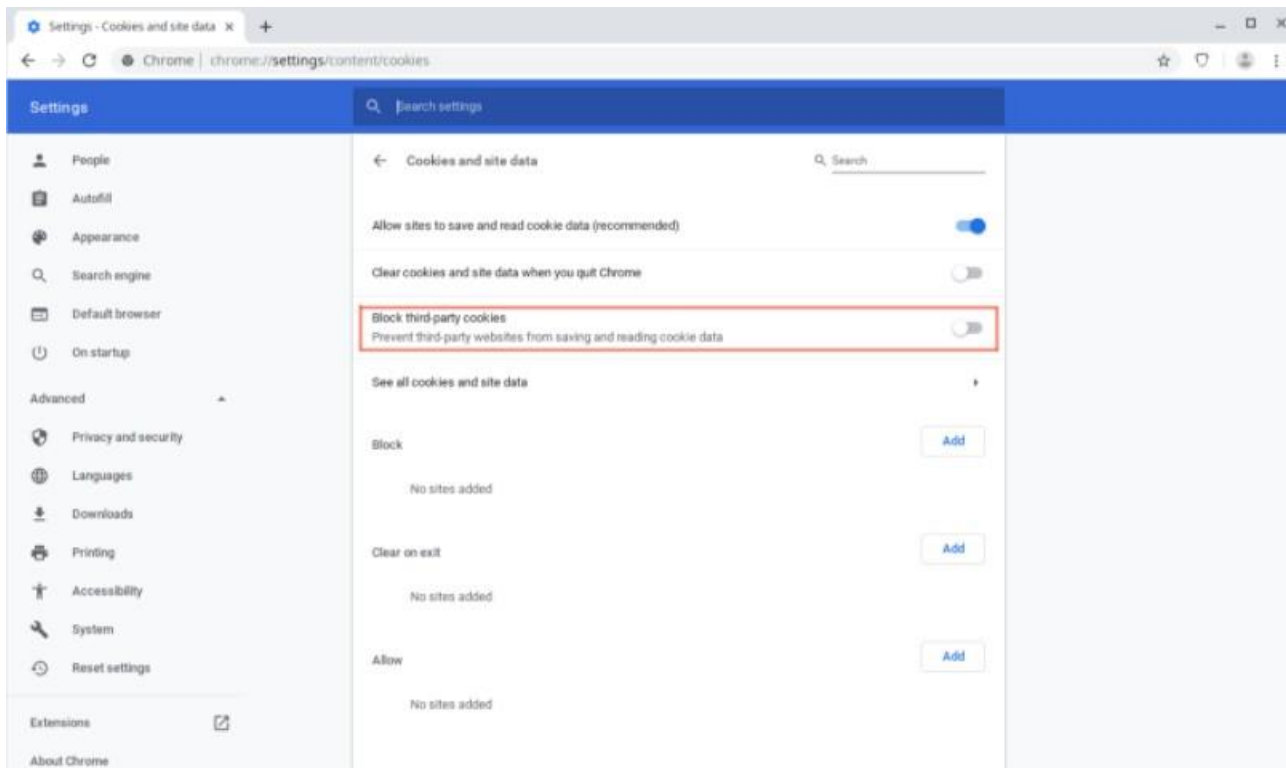 Settings - Cookies and site data
Chrome | chrome://settings/content/cookies
Settings
Search settings
People
Autofill
Appearance
Search engine
Default browser
On startup
Advanced
Privacy and security
Languages
Downloads
Printing
Accessibility
System
Reset settings
Extensions
About Chrome
Cookies and site data
Search
Allow sites to save and read cookie data (recommended)
Clear cookies and site data when you quit Chrome
Block third-party cookies
Prevent third-party websites from saving and reading cookie data
See all cookies and site data
Block
Add
No sites added
Clear on exit
Add
No sites added
Allow
Add
No sites added